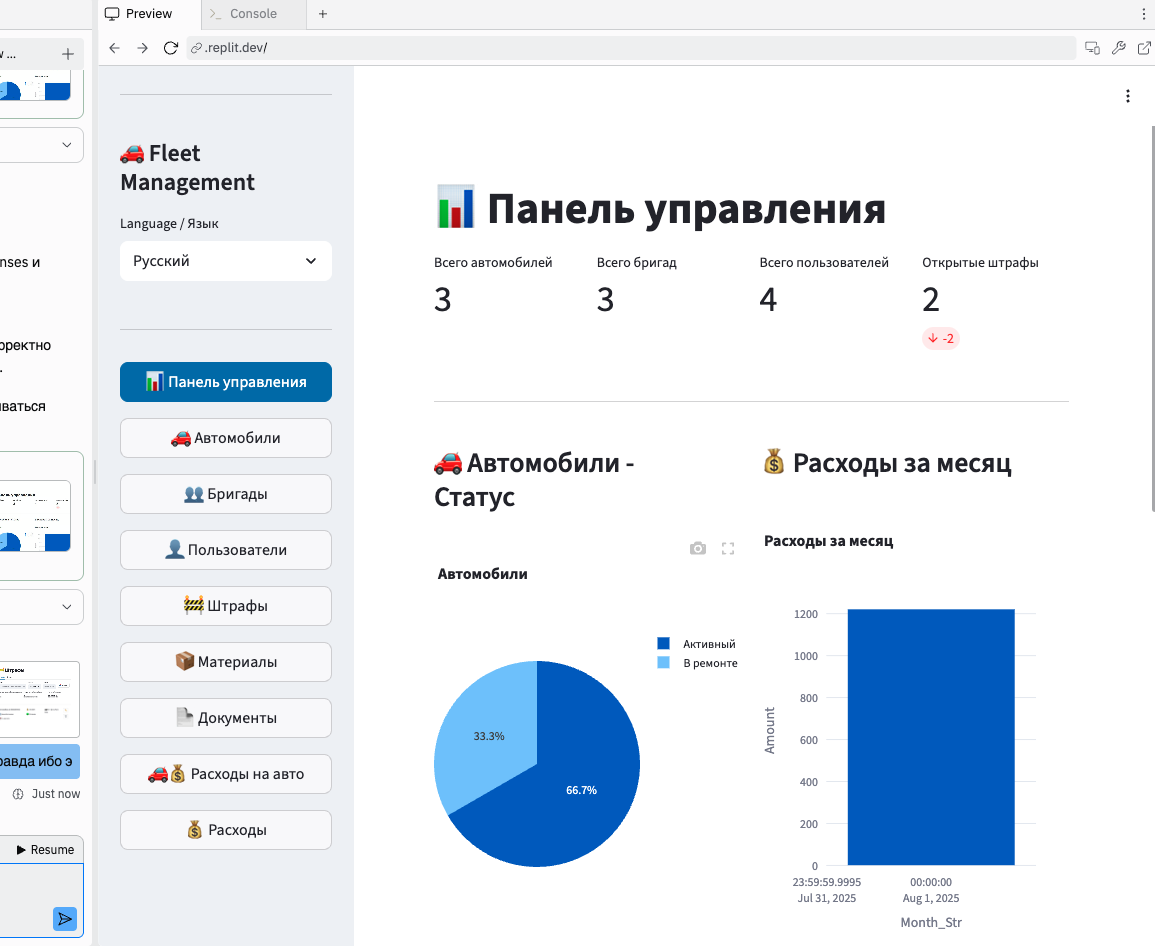 Preview
Console
.replit.dev/
nses и
ваться
Just now
Resume
🚗 Fleet
Management
Language / Язык
Русский
📊 Панель управления
🚗 Автомобили
👥 Бригады
👤 Пользователи
🚧 Штрафы
📦 Материалы
📄 Документы
🚗💰 Расходы на авто
💰 Расходы
📊 Панель управления
Всего автомобилей
3
Всего бригад
3
Всего пользователей
4
Открытые штрафы
2
↓ -2
🚗 Автомобили -
Статус
Автомобили
Активный
В ремонте
33.3%
66.7%
💰 Расходы за месяц
Расходы за месяц
1200
1000
800
600
400
200
0
Amount
23:59:59.9995
Jul 31, 2025
00:00:00
Aug 1, 2025
Month_Str